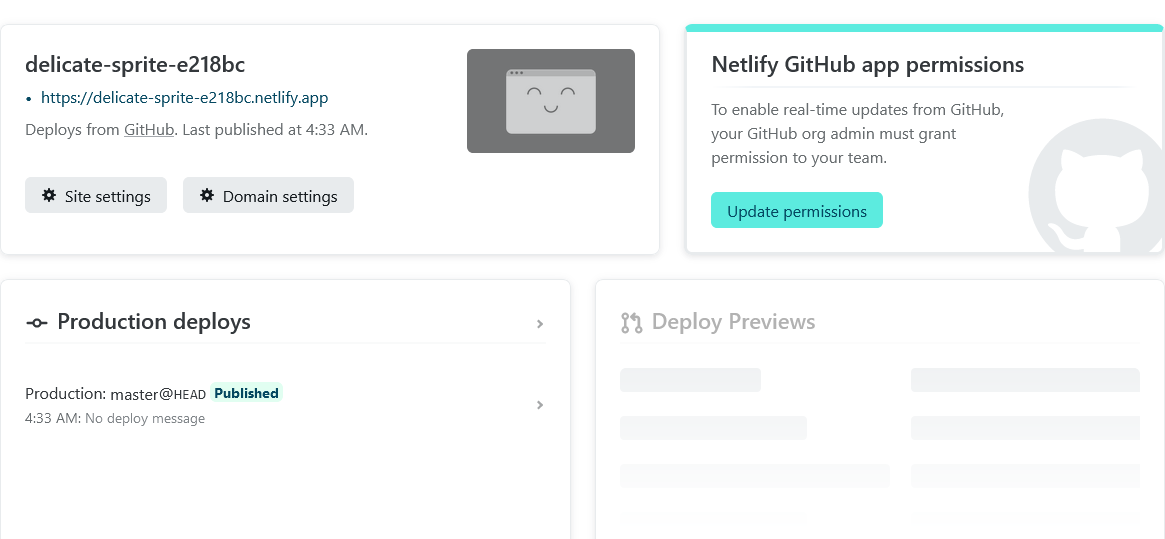 delicate-sprite-e218bc
• https://delicate-sprite-e218bc.netlify.app
Deploys from GitHub. Last published at 4:33 AM.
Site settings
Domain settings
Netlify GitHub app permissions
To enable real-time updates from GitHub,
your GitHub org admin must grant
permission to your team.
Update permissions
Production deploys
Production: master@HEAD Published
4:33 AM: No deploy message
Deploy Previews